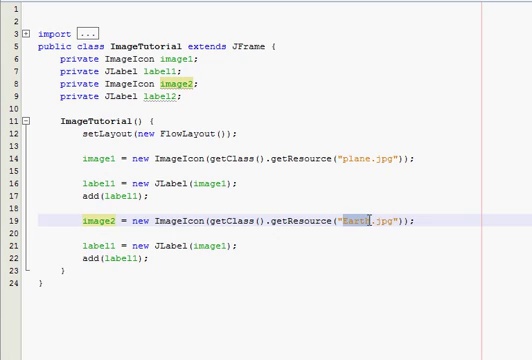 1
2
3 import ...
5 public class ImageTutorial extends JFrame {
6 private ImageIcon image1;
7 private JLabel label1;
8 private ImageIcon image2;
9 private JLabel label2;
10
11 ImageTutorial() {
12 setLayout(new FlowLayout());
13
14 image1 = new ImageIcon(getClass().getResource("plane.jpg"));
15
16 label1 = new JLabel(image1);
17 add(label1);
18
19 image2 = new ImageIcon(getClass().getResource("Earth.jpg"));
20
21 label1 = new JLabel(image1);
22 add(label1);
23 }
24 }